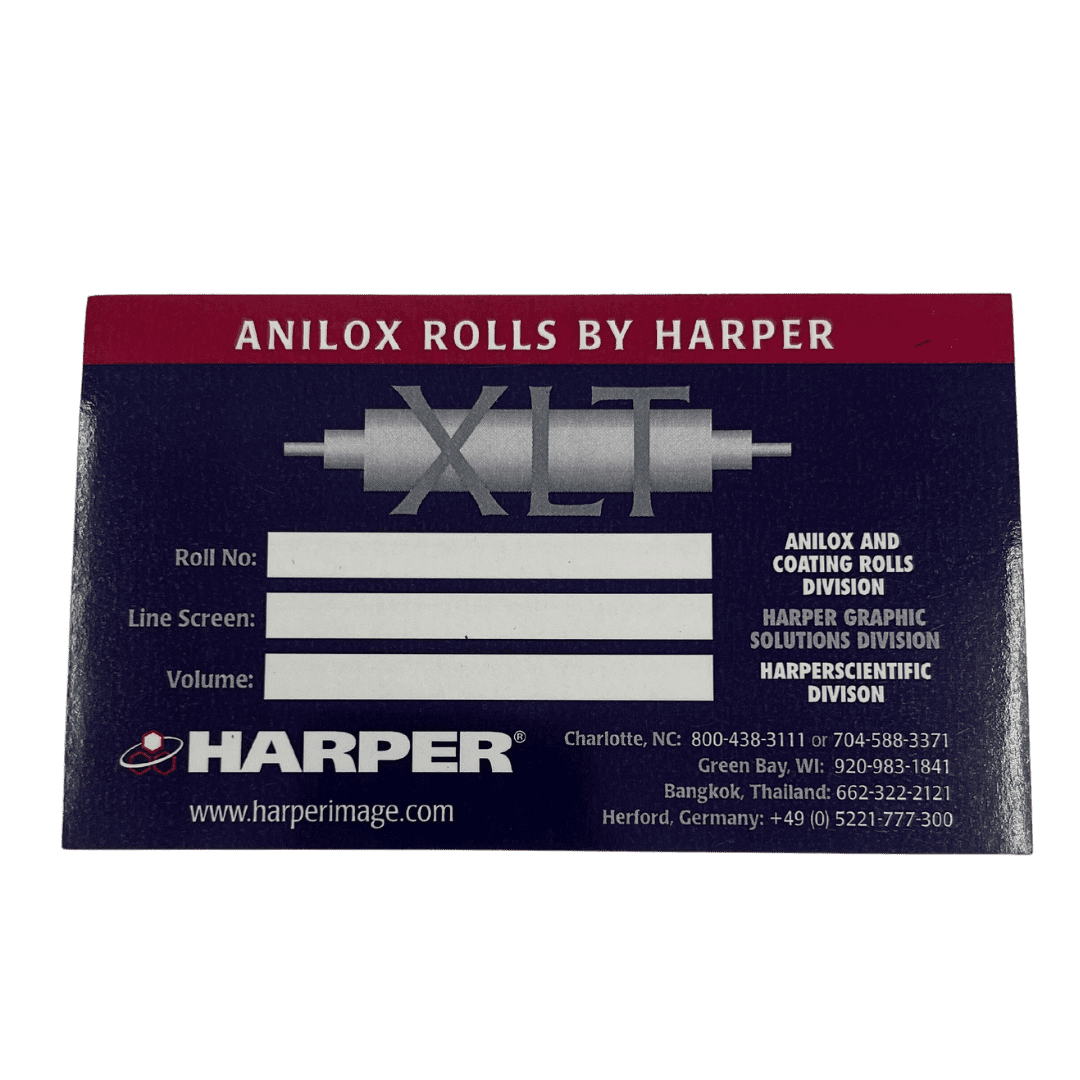 ANILOX ROLLS BY HARPER
XLT
Roll No:
Line Screen:
Volume:
ANILOX AND
COATING ROLLS
DIVISION
HARPER GRAPHIC
SOLUTIONS DIVISION
HARPERSCIENTIFIC
DIVISON
HARPER®
www.harperimage.com
Charlotte, NC: 800-438-3111 or 704-588-3371
Green Bay, WI: 920-983-1841
Bangkok, Thailand: 662-322-2121
Herford, Germany: +49 (0) 5221-777-300